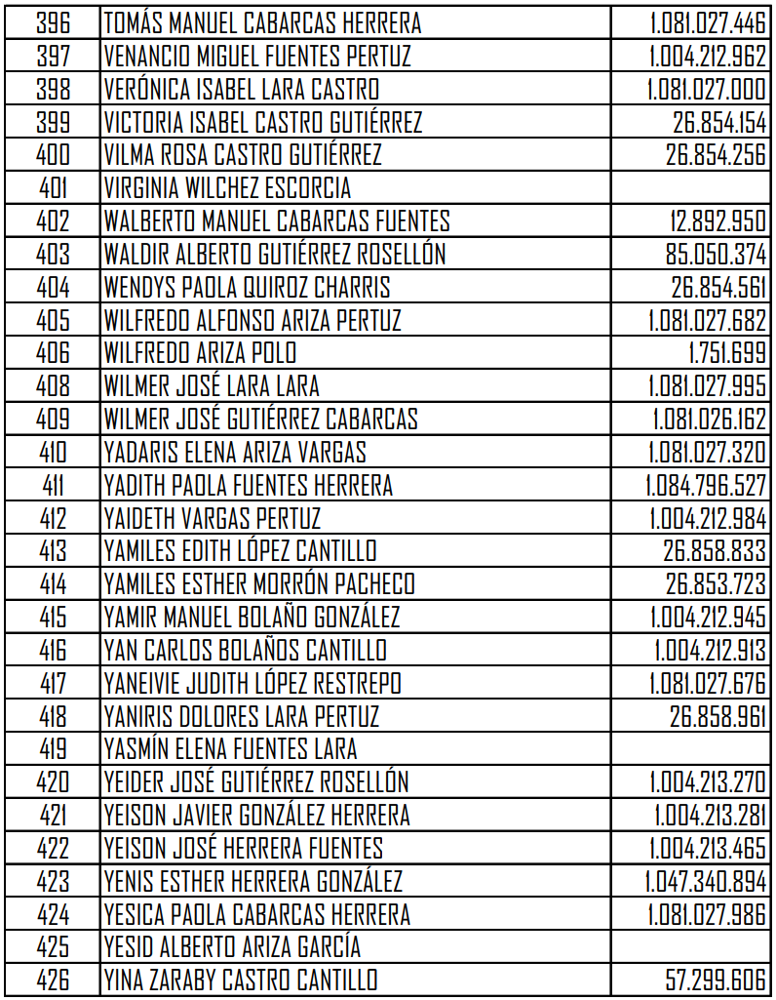 396 TOMÁS MANUEL CABARCAS HERRERA 1.081.027.446
397 VENANCIO MIGUEL FUENTES PERTUZ 1.004.212.962
398 VERÓNICA ISABEL LARA CASTRO 1.081.027.000
399 VICTORIA ISABEL CASTRO GUTIÉRREZ 26.854.154
400 VILMA ROSA CASTRO GUTIÉRREZ 26.854.256
401 VIRGINIA WILCHEZ ESCORCIA
402 WALBERTO MANUEL CABARCAS FUENTES 12.892.950
403 WALDIR ALBERTO GUTIÉRREZ ROSELLÓN 85.050.374
404 WENDYS PAOLA QUIROZ CHARRIS 26.854.561
405 WILFREDO ALFONSO ARIZA PERTUZ 1.081.027.682
406 WILFREDO ARIZA POLO 1.751.699
408 WILMER JOSÉ LARA LARA 1.081.027.995
409 WILMER JOSÉ GUTIÉRREZ CABARCAS 1.081.026.162
410 YADARIS ELENA ARIZA VARGAS 1.081.027.320
411 YADITH PAOLA FUENTES HERRERA 1.084.796.527
412 YAIDETH VARGAS PERTUZ 1.004.212.984
413 YAMILES EDITH LÓPEZ CANTILLO 26.858.833
414 YAMILES ESTHER MORRÓN PACHECO 26.853.723
415 YAMIR MANUEL BOLAÑO GONZÁLEZ 1.004.212.945
416 YAN CARLOS BOLAÑOS CANTILLO 1.004.212.913
417 YANEIVIE JUDITH LÓPEZ RESTREPO 1.081.027.676
418 YANIRIS DOLORES LARA PERTUZ 26.858.961
419 YASMÍN ELENA FUENTES LARA
420 YEIDER JOSÉ GUTIÉRREZ ROSELLÓN 1.004.213.270
421 YEISON JAVIER GONZÁLEZ HERRERA 1.004.213.281
422 YEISON JOSÉ HERRERA FUENTES 1.004.213.465
423 YENIS ESTHER HERRERA GONZÁLEZ 1.047.340.894
424 YESICA PAOLA CABARCAS HERRERA 1.081.027.986
425 YESID ALBERTO ARIZA GARCÍA
426 YINA ZARABY CASTRO CANTILLO 57.299.606